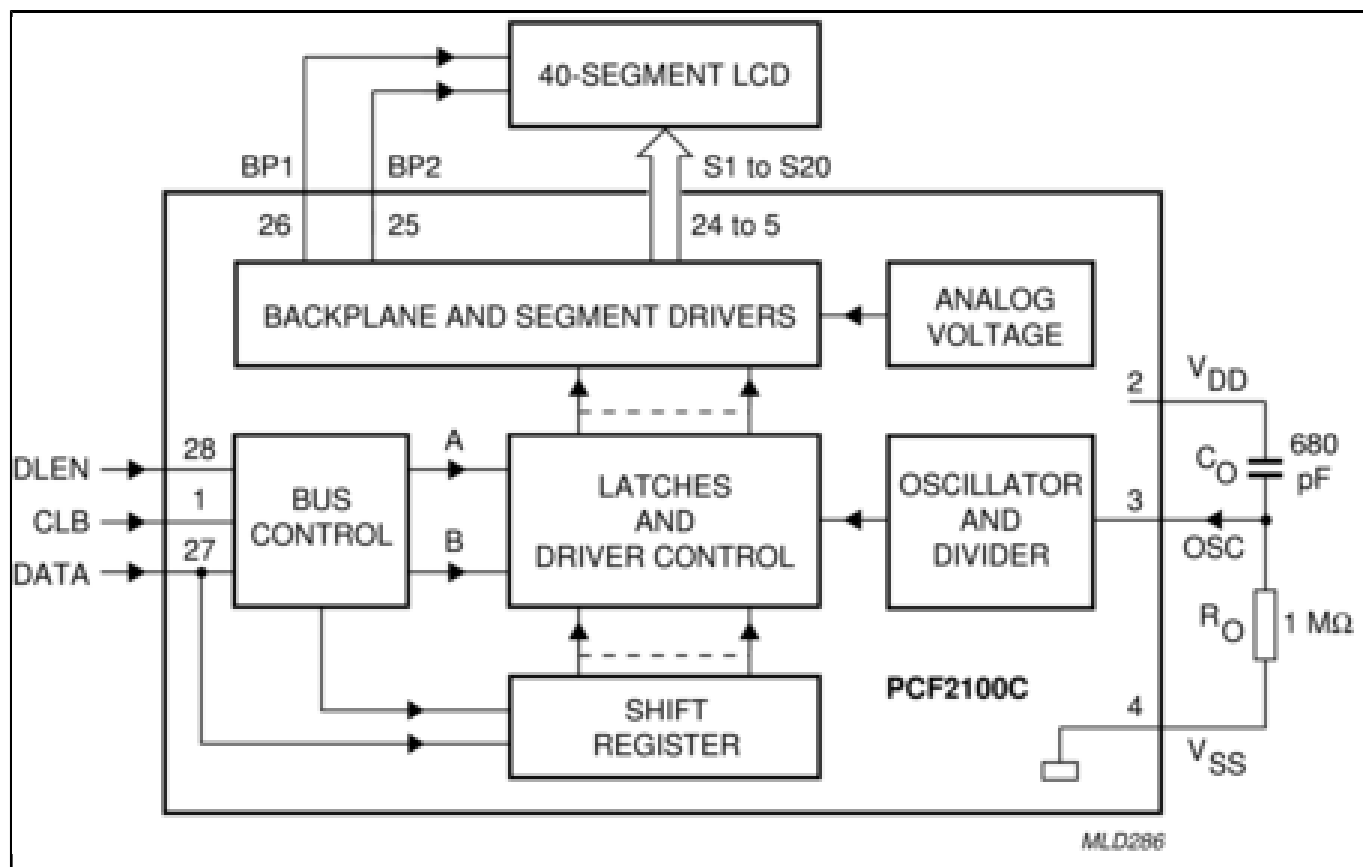 40-SEGMENT LCD
BP1
BP2
S1 to S20
26
25
24 to 5
BACKPLANE AND SEGMENT DRIVERS
ANALOG
VOLTAGE
2
VDD
680
pF
CO
DLEN
28
CLB
1
DATA
27
BUS
CONTROL
A
B
LATCHES
AND
DRIVER CONTROL
OSCILLATOR
AND
DIVIDER
3
OSC
RO
1 MΩ
SHIFT
REGISTER
PCF2100C
4
VSS
MLD286